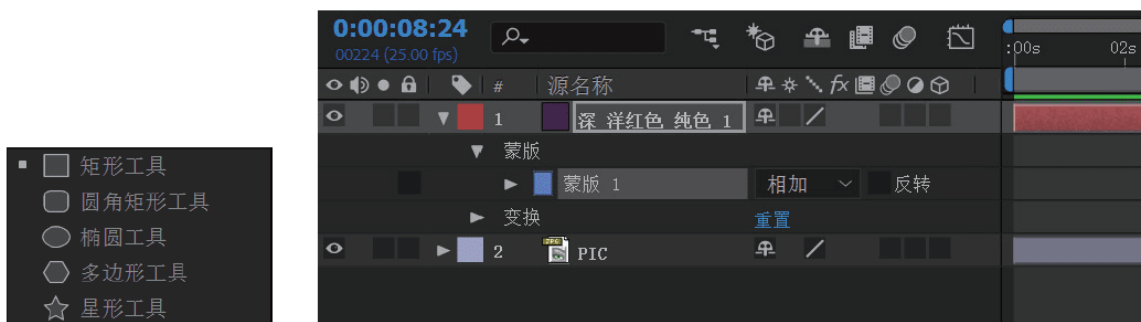 矩形工具
圆角矩形工具
椭圆工具
多边形工具
星形工具
0:00:08:24
00224 (25.00 fps)
:00s 02s
# 源名称
1 深 洋红色 纯色 1
蒙版
蒙版 1 相加 反转
变换 重置
2 PIC